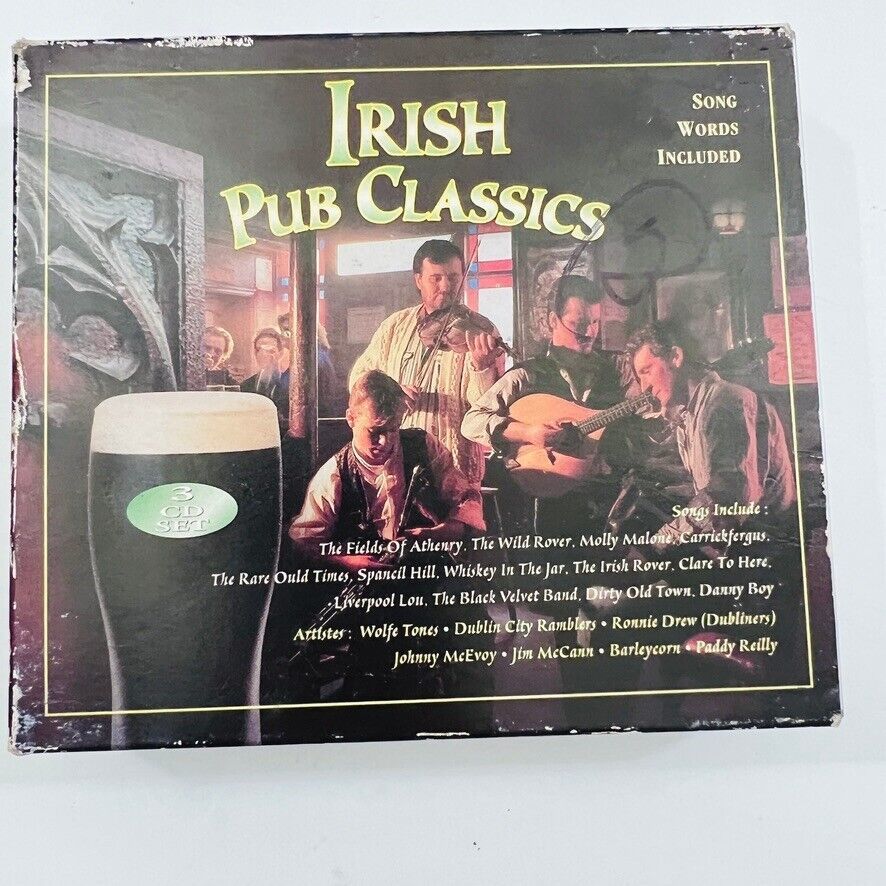 IRISH
PUB CLASSICS
SONG
WORDS
INCLUDED
3
CD
SET
Songs Include :
The Fields Of Athenry, The Wild Rover, Molly Malone, Carrickfergus,
The Rare Ould Times, Spancil Hill, Whiskey In The Jar, The Irish Rover, Clare To Here,
Liverpool Lou, The Black Velvet Band, Dirty Old Town, Danny Boy
Artistes : Wolfe Tones • Dublin City Ramblers • Ronnie Drew (Dubliners)
Johnny McEvoy • Jim McCann • Barleycorn • Paddy Reilly